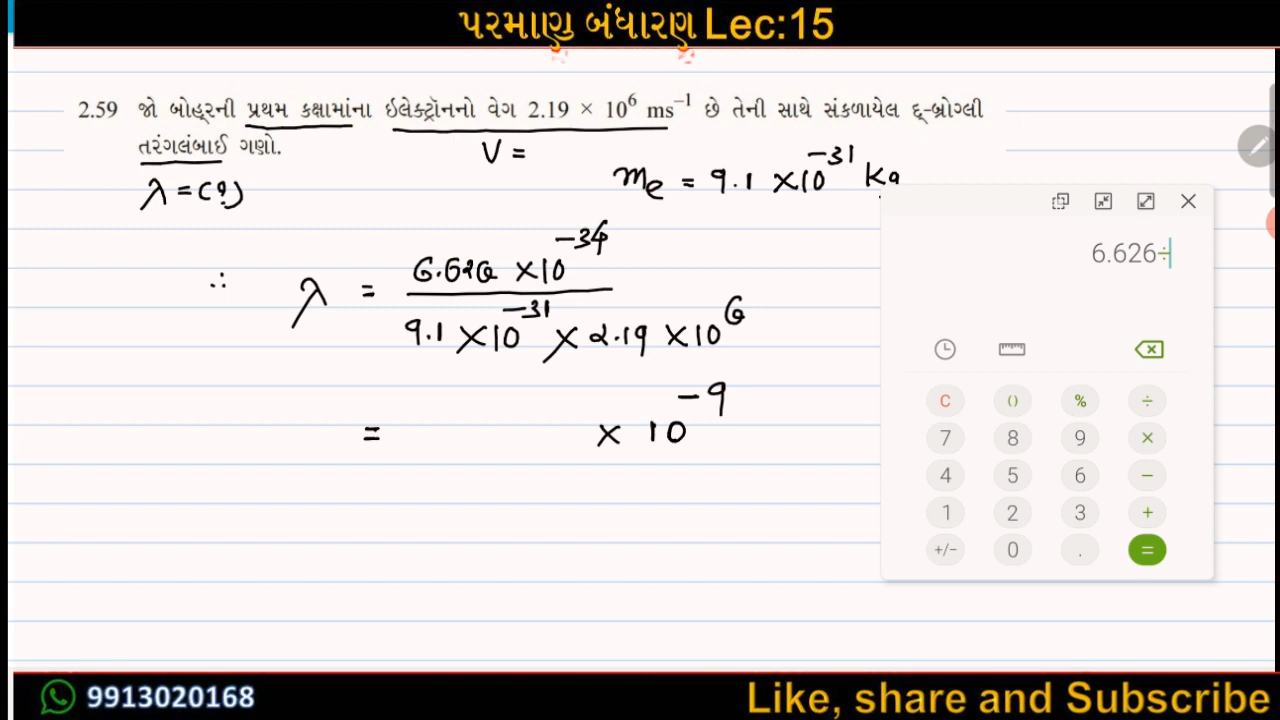 પરમાણુ બંધારણ Lec:15
2.59 જો બોહ્‌રની પ્રથમ કક્ષામાંના ઇલેક્ટ્રૉનનો વેગ 2.19 × 10⁶ ms⁻¹ છે તેની સાથે સંકળાયેલ દ્-બ્રોગ્લી
તરંગલંબાઈ ગણો.
V =
me = 9.1 ×10⁻³¹ Kg
λ = (?)
6.626÷
∴ λ = 6.626 ×10⁻³⁴
9.1 ×10⁻³¹ × 2.19 ×10⁶
= × 10⁻⁹
C () % ÷
7 8 9 ×
4 5 6 −
1 2 3 +
+/− 0 . =
9913020168
Like, share and Subscribe